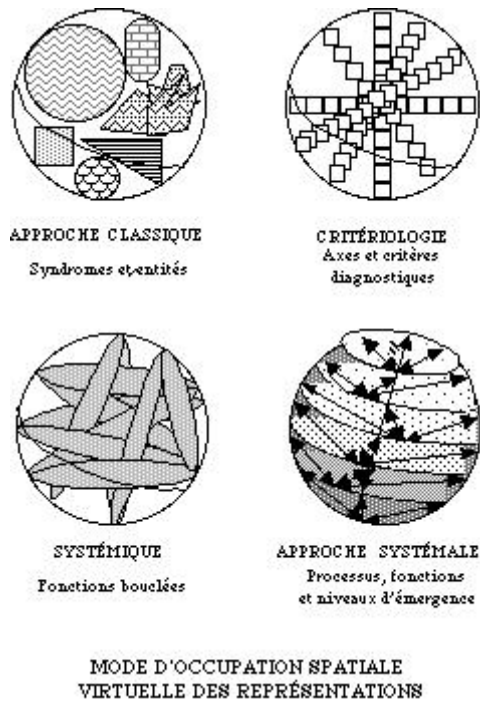 APPROCHE CLASSIQUE
Syndromes et entités
CRITÉRIOLOGIE
Axes et critères
diagnostiques
SYSTÉMIQUE
Fonctions bouclées
APPROCHE SYSTÉMALE
Processus, fonctions
et niveaux d'émergence
MODE D'OCCUPATION SPATIALE
VIRTUELLE DES REPRÉSENTATIONS